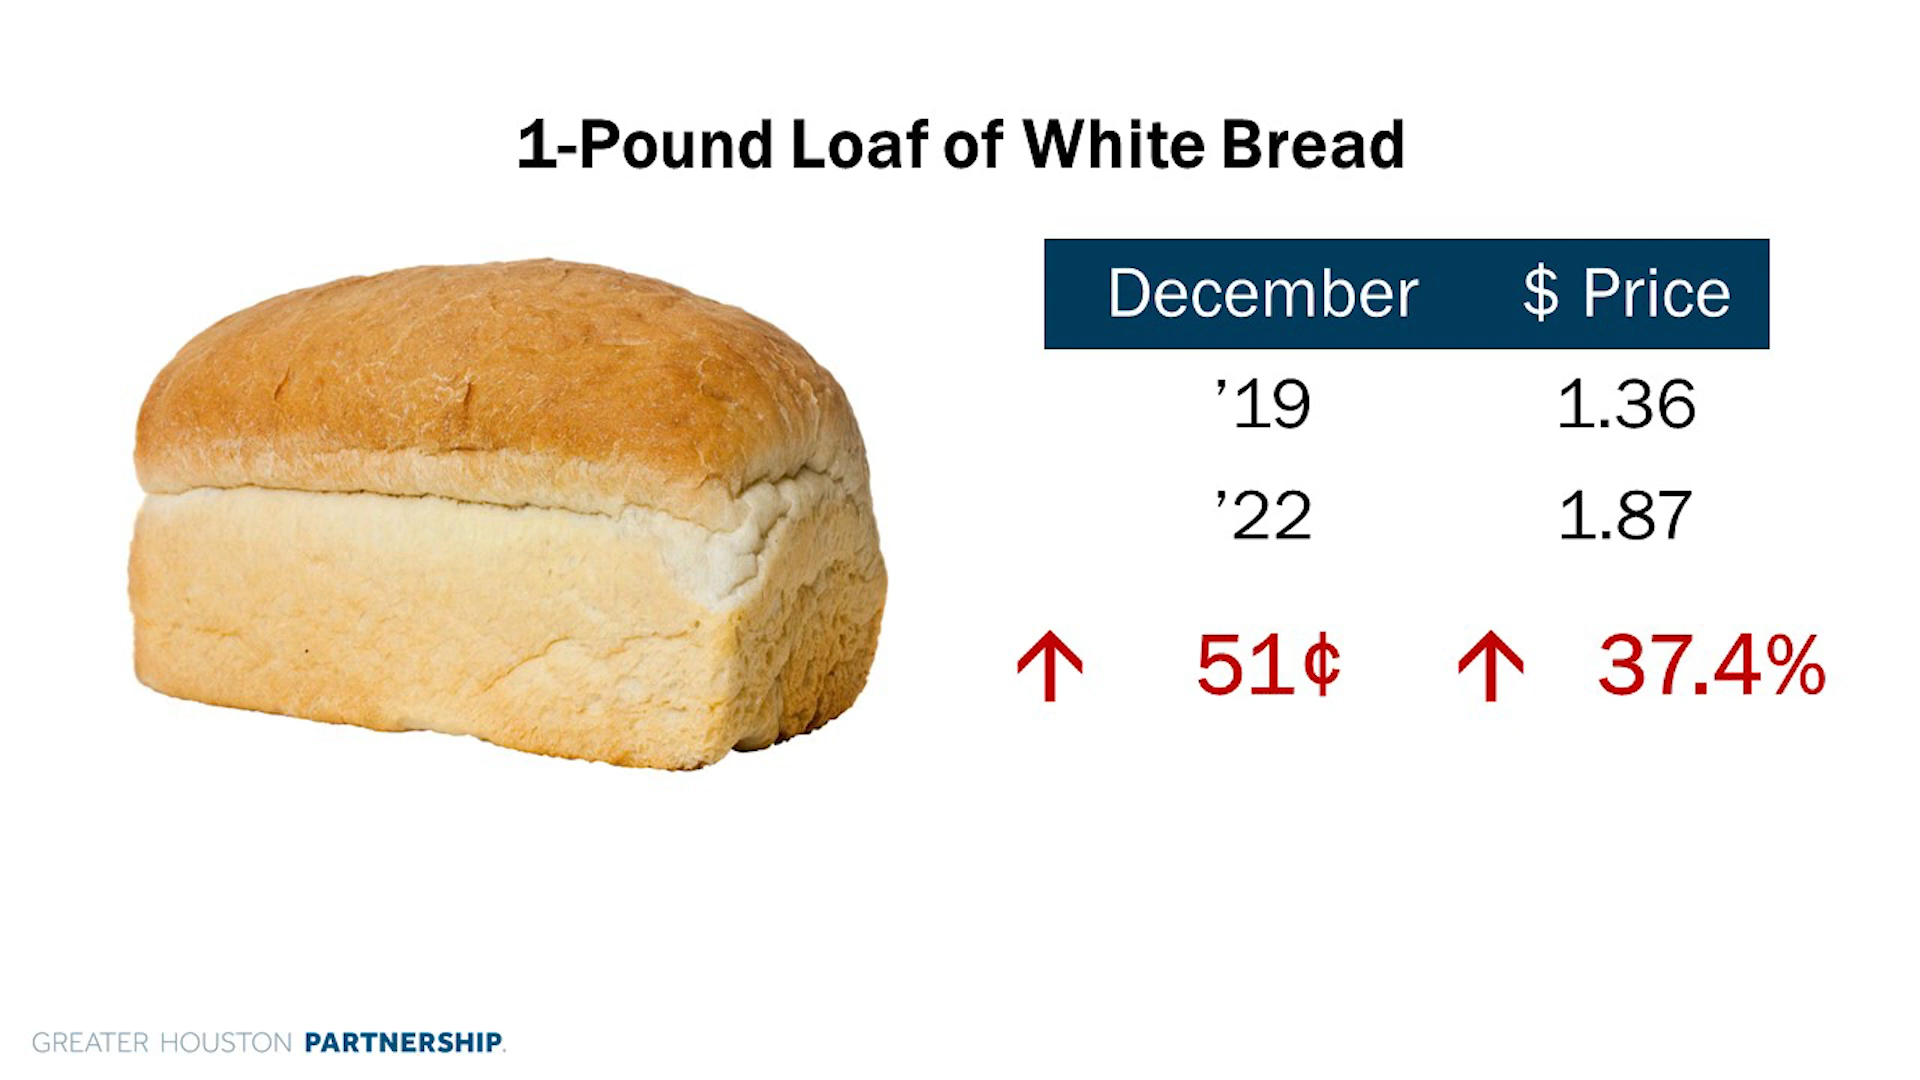 1-Pound Loaf of White Bread
December $ Price
’19 1.36
’22 1.87
↑ 51¢ ↑ 37.4%
GREATER HOUSTON PARTNERSHIP.